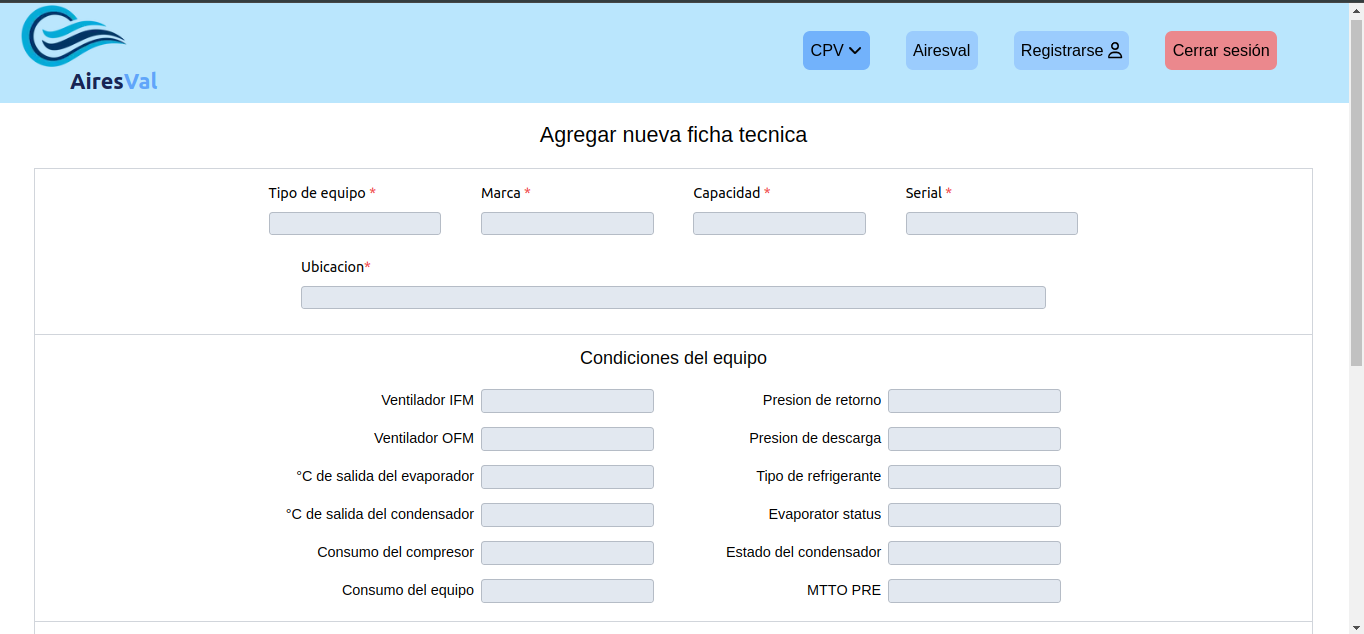 AiresVal
CPV
Airesval
Registrarse
Cerrar sesión
Agregar nueva ficha tecnica
Tipo de equipo *
Marca *
Capacidad *
Serial *
Ubicacion*
Condiciones del equipo
Ventilador IFM
Presion de retorno
Ventilador OFM
Presion de descarga
°C de salida del evaporador
Tipo de refrigerante
°C de salida del condensador
Evaporator status
Consumo del compresor
Estado del condensador
Consumo del equipo
MTTO PRE